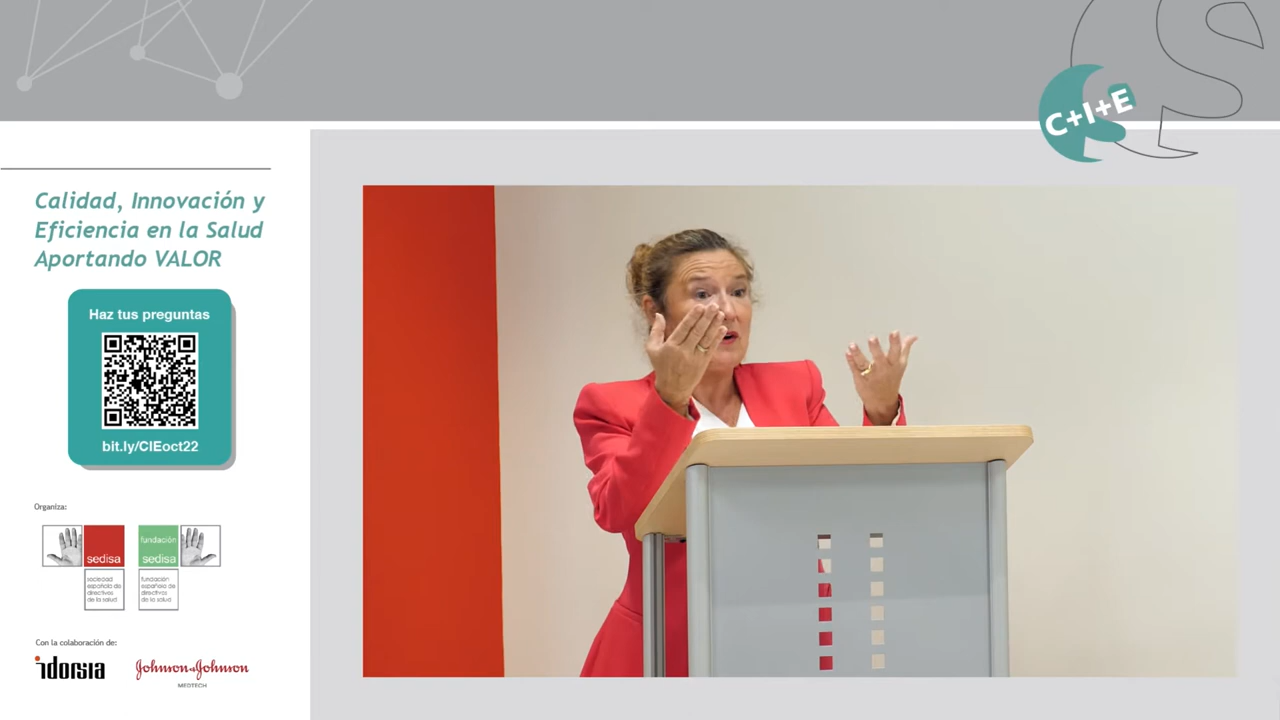 C+I+E
Calidad, Innovación y
Eficiencia en la Salud
Aportando VALOR
Haz tus preguntas
bit.ly/CIEoct22
Organiza:
sedisa
sociedad
española de
directivos
de la salud
fundación
sedisa
fundación
española de
directivos
de la salud
Con la colaboración de:
idorsia
Johnson & Johnson
MEDTECH